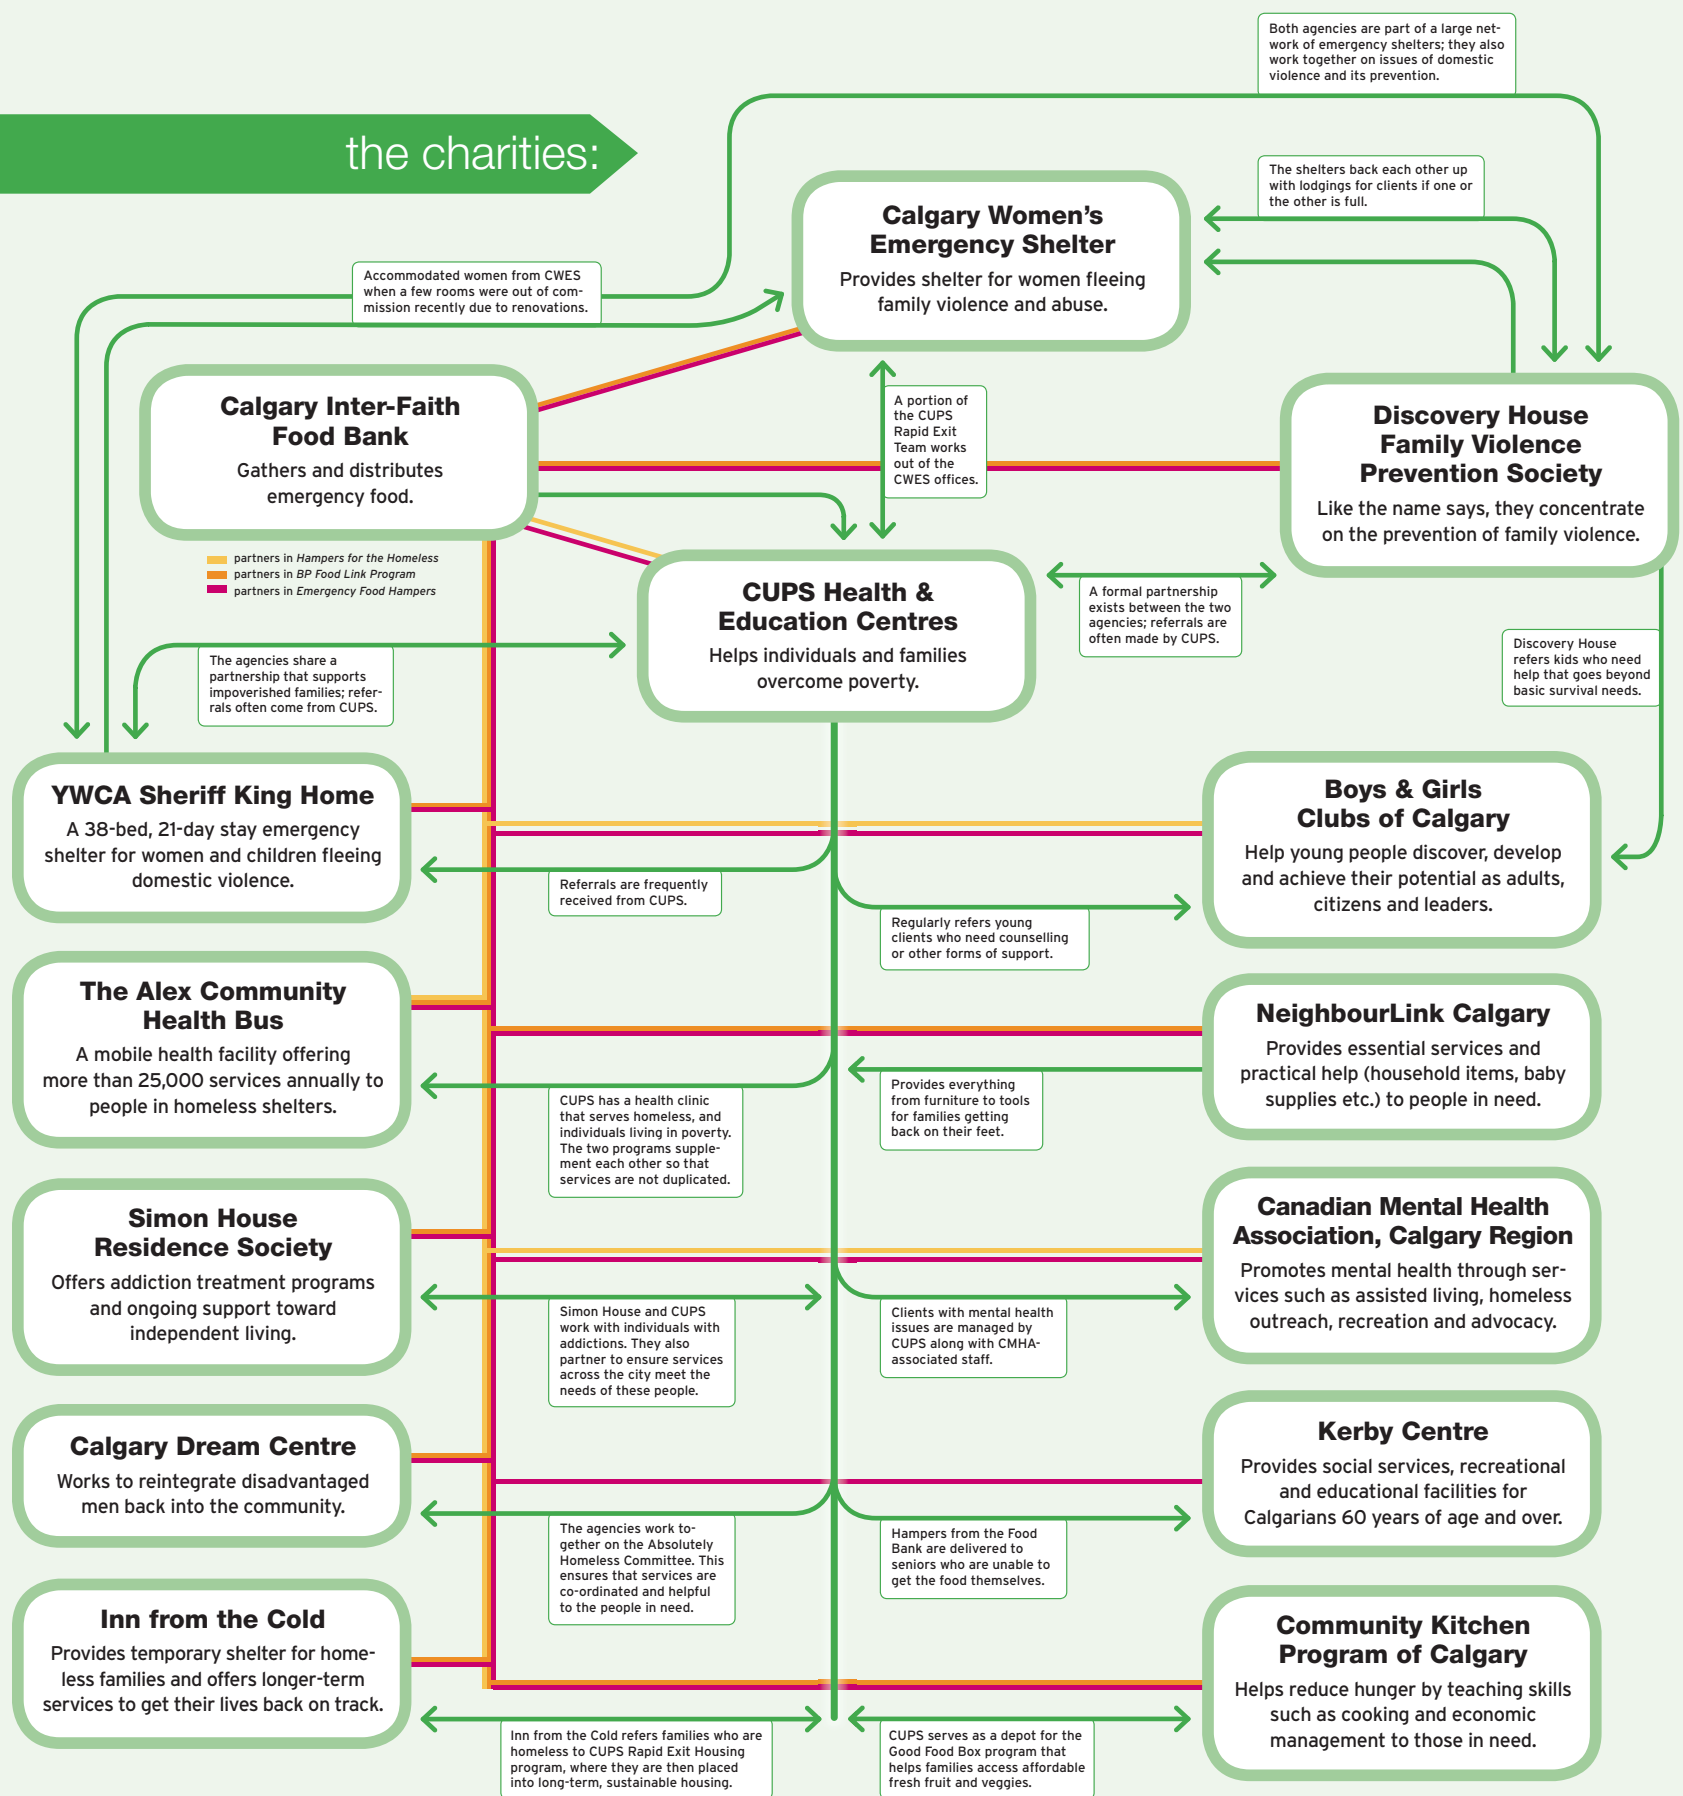 Both agencies are part of a large net-
work of emergency shelters; they also
work together on issues of domestic
violence and its prevention.
the charities:
The shelters back each other up
with lodgings for clients if one or
the other is full.
Calgary Women's
Emergency Shelter
Provides shelter for women fleeing
family violence and abuse.
Accommodated women from CWES
when a few rooms were out of com-
mission recently due to renovations.
Calgary Inter-Faith
Food Bank
Gathers and distributes
emergency food.
A portion of
the CUPS
Rapid Exit
Team works
out of the
CWES offices.
Discovery House
Family Violence
Prevention Society
Like the name says, they concentrate
on the prevention of family violence.
partners in Hampers for the Homeless
partners in BP Food Link Program
partners in Emergency Food Hampers
CUPS Health &
Education Centres
Helps individuals and families
overcome poverty.
A formal partnership
exists between the two
agencies; referrals are
often made by CUPS.
Discovery House
refers kids who need
help that goes beyond
basic survival needs.
The agencies share a
partnership that supports
impoverished families; refer-
rals often come from CUPS.
YWCA Sheriff King Home
A 38-bed, 21-day stay emergency
shelter for women and children fleeing
domestic violence.
Referrals are frequently
received from CUPS.
Boys & Girls
Clubs of Calgary
Help young people discover, develop
and achieve their potential as adults,
citizens and leaders.
Regularly refers young
clients who need counselling
or other forms of support.
The Alex Community
Health Bus
A mobile health facility offering
more than 25,000 services annually to
people in homeless shelters.
CUPS has a health clinic
that serves homeless, and
individuals living in poverty.
The two programs supple-
ment each other so that
services are not duplicated.
Provides everything
from furniture to tools
for families getting
back on their feet.
NeighbourLink Calgary
Provides essential services and
practical help (household items, baby
supplies etc.) to people in need.
Simon House
Residence Society
Offers addiction treatment programs
and ongoing support toward
independent living.
Simon House and CUPS
work with individuals with
addictions. They also
partner to ensure services
across the city meet the
needs of these people.
Clients with mental health
issues are managed by
CUPS along with CMHA-
associated staff.
Canadian Mental Health
Association, Calgary Region
Promotes mental health through ser-
vices such as assisted living, homeless
outreach, recreation and advocacy.
Calgary Dream Centre
Works to reintegrate disadvantaged
men back into the community.
The agencies work to-
gether on the Absolutely
Homeless Committee. This
ensures that services are
co-ordinated and helpful
to the people in need.
Hampers from the Food
Bank are delivered to
seniors who are unable to
get the food themselves.
Kerby Centre
Provides social services, recreational
and educational facilities for
Calgarians 60 years of age and over.
Inn from the Cold
Provides temporary shelter for home-
less families and offers longer-term
services to get their lives back on track.
Inn from the Cold refers families who are
homeless to CUPS Rapid Exit Housing
program, where they are then placed
into long-term, sustainable housing.
CUPS serves as a depot for the
Good Food Box program that
helps families access affordable
fresh fruit and veggies.
Community Kitchen
Program of Calgary
Helps reduce hunger by teaching skills
such as cooking and economic
management to those in need.